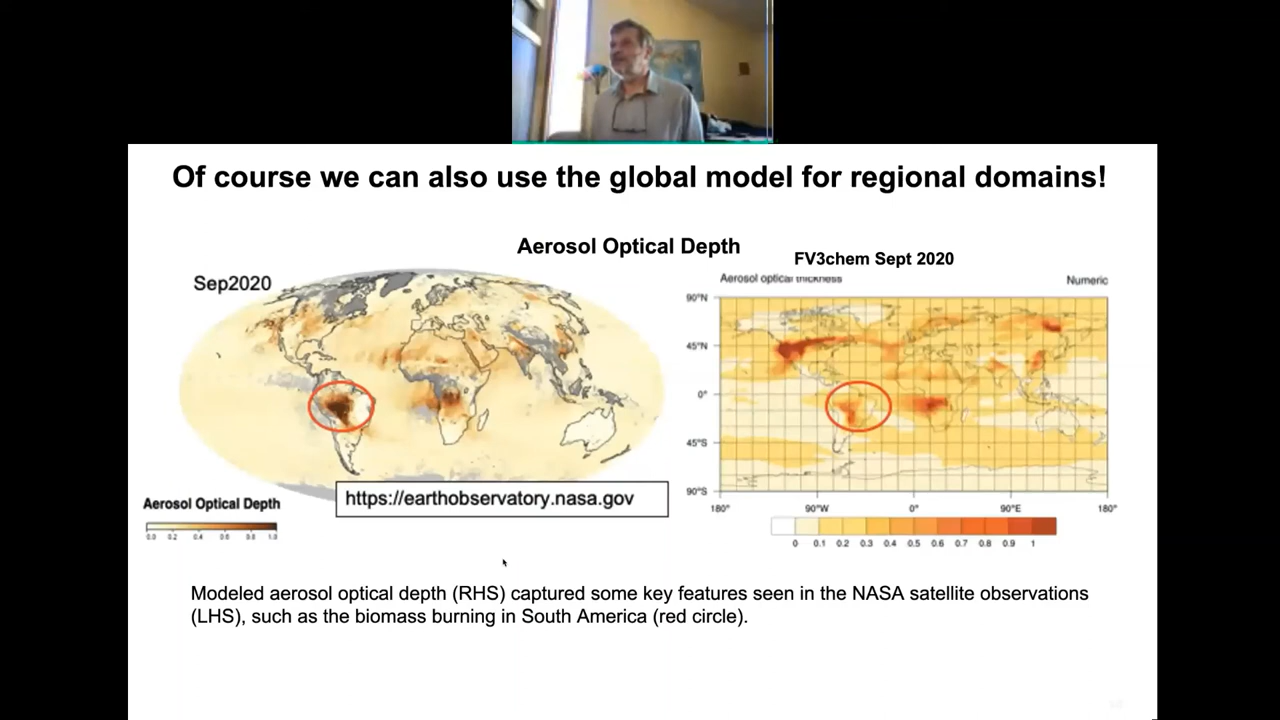 Of course we can also use the global model for regional domains!
Aerosol Optical Depth
FV3chem Sept 2020
Sep2020
Aerosol optical thickness
Numeric
90°N
45°N
0°
45°S
90°S
180°
90°W
0°
90°E
180°
0 0.1 0.2 0.3 0.4 0.5 0.6 0.7 0.8 0.9 1
https://earthobservatory.nasa.gov
Aerosol Optical Depth
0.0 0.2 0.4 0.6 0.8 1.0
Modeled aerosol optical depth (RHS) captured some key features seen in the NASA satellite observations
(LHS), such as the biomass burning in South America (red circle).